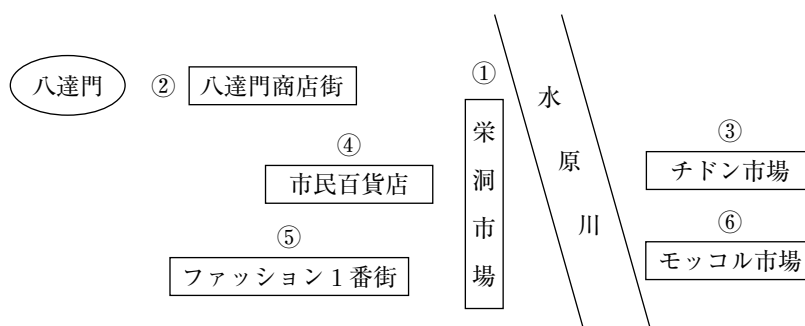 ①
水原川
八達門
② 八達門商店街
栄洞市場
③
チドン市場
④
市民百貨店
⑤
ファッション1番街
⑥
モッコル市場